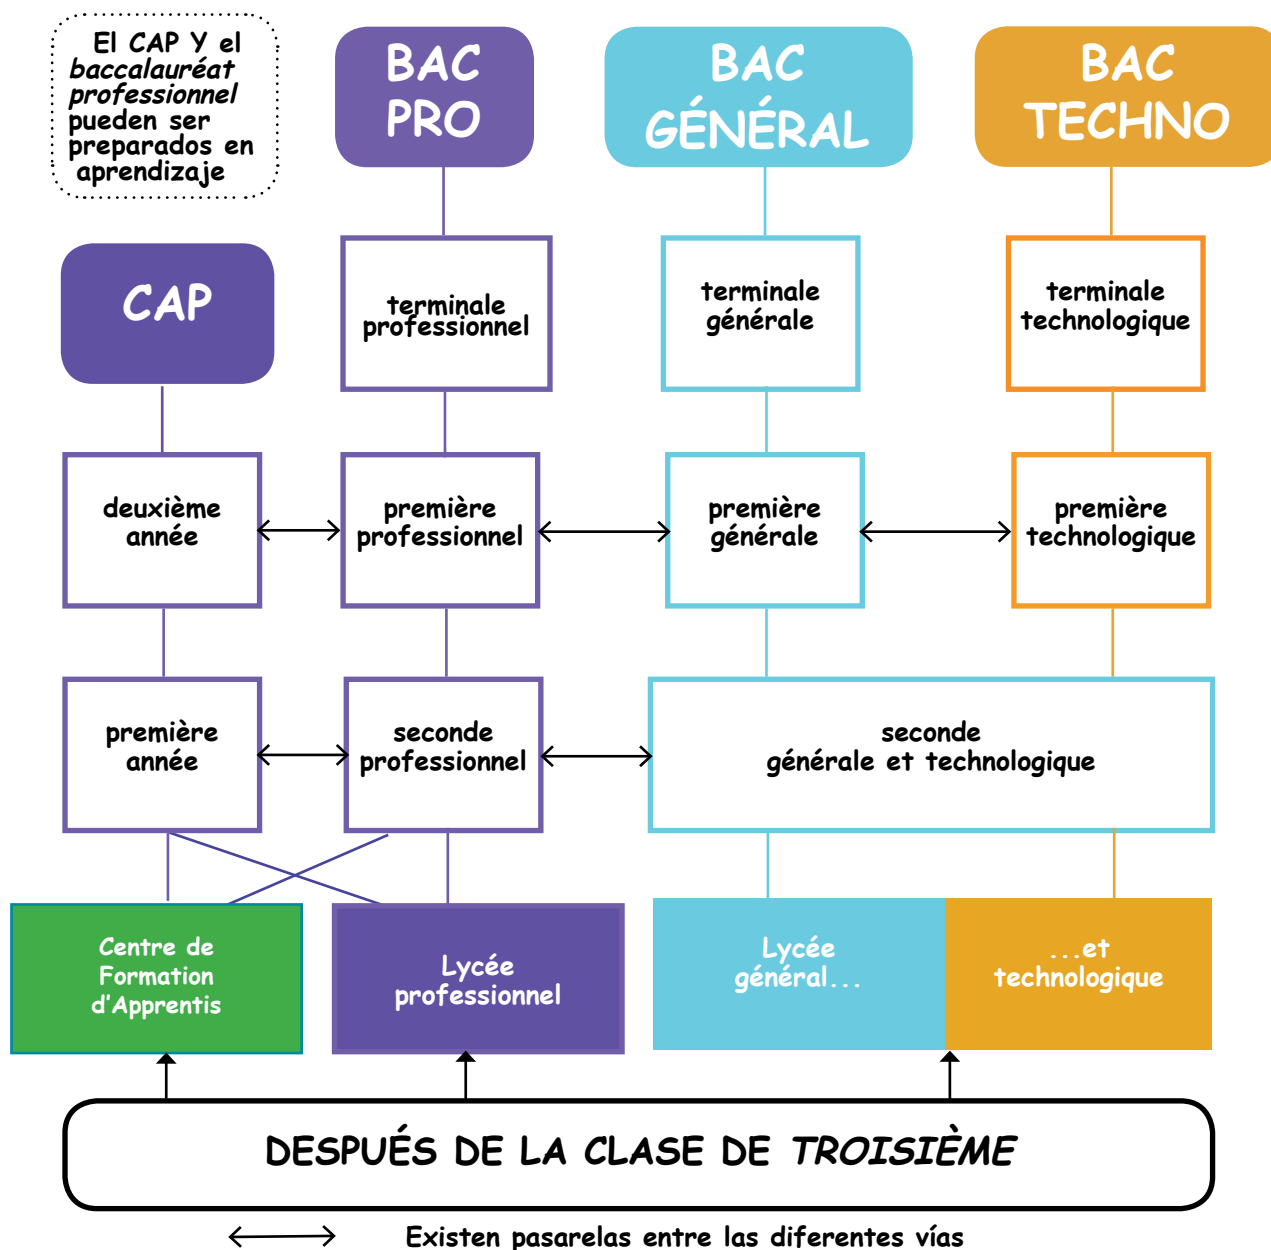 El CAP Y el
baccalauréat
professionnel
pueden ser
preparados en
aprendizaje
BAC
PRO
BAC
GÉNÉRAL
BAC
TECHNO
CAP
terminale
professionnel
terminale
générale
terminale
technologique
deuxième
année
première
professionnel
première
générale
première
technologique
première
année
seconde
professionnel
seconde
générale et technologique
Centre de
Formation
d'Apprentis
Lycée
professionnel
Lycée
général...
...et
technologique
DESPUÉS DE LA CLASE DE TROISIÈME
Existen pasarelas entre las diferentes vías